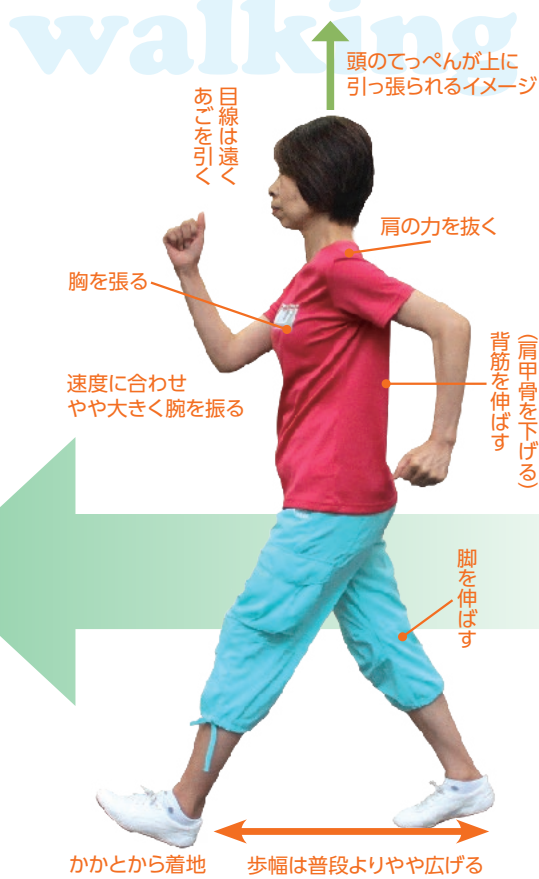 walking
頭のてっぺんが上に
引っ張られるイメージ
目線は遠く
あごを引く
肩の力を抜く
胸を張る
背筋を伸ばす
(肩甲骨を下げる)
速度に合わせ
やや大きく腕を振る
脚を伸ばす
かかとから着地
歩幅は普段よりやや広げる